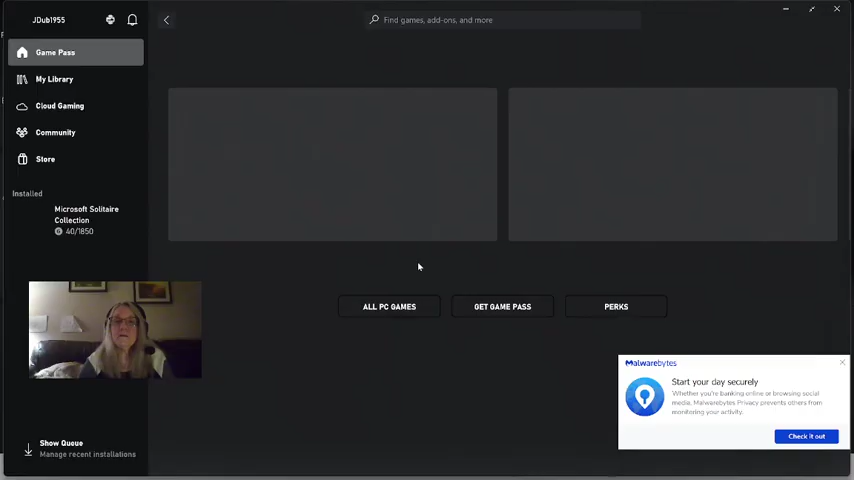 JDub1955
Find games, add-ons, and more
Game Pass
My Library
Cloud Gaming
Community
Store
Installed
Microsoft Solitaire
Collection
G 40/1850
ALL PC GAMES
GET GAME PASS
PERKS
Malwarebytes
Start your day securely
Whether you're banking online or browsing social
media, Malwarebytes Privacy prevents others from
monitoring your activity.
Check it out
Show Queue
Manage recent installations